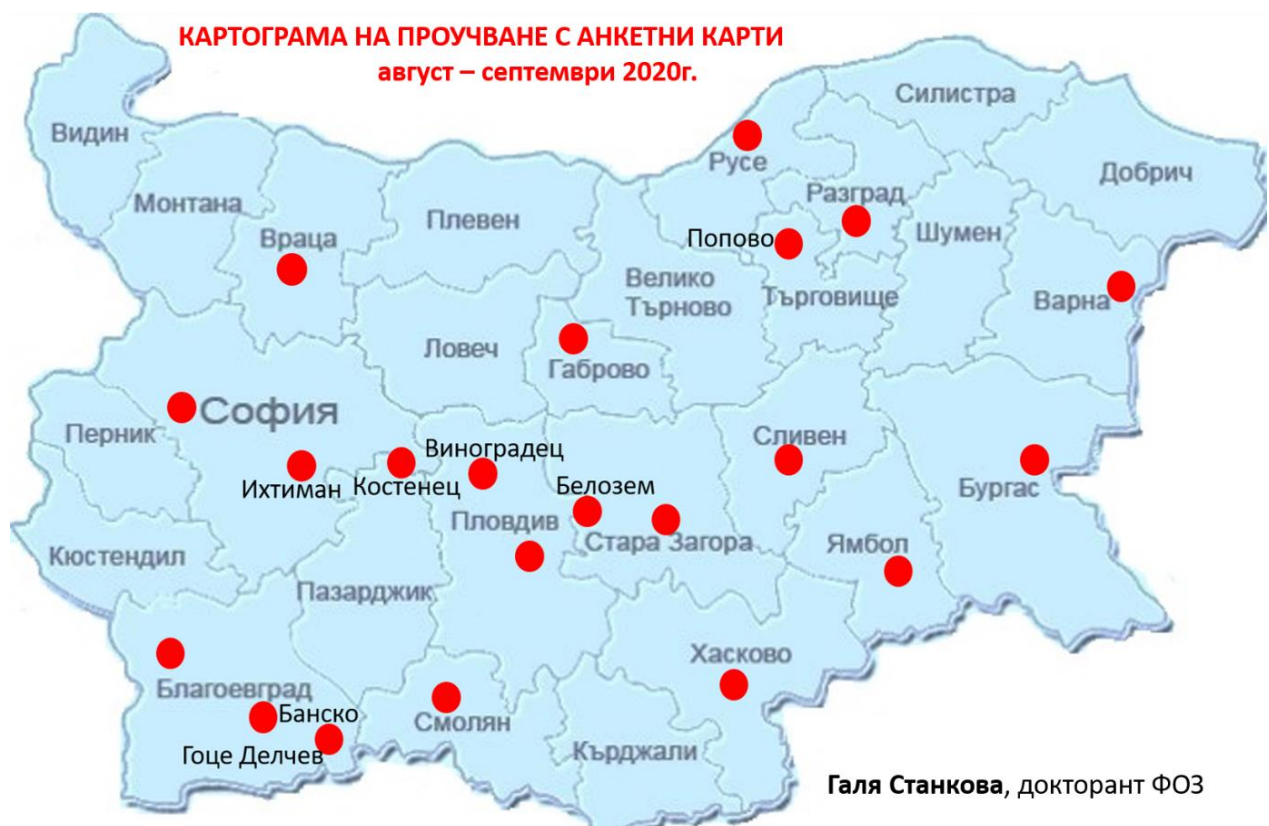 КАРТОГРАМА НА ПРОУЧВАНЕ С АНКЕТНИ КАРТИ
август – септември 2020г.
Силистра
Видин
Русе
Добрич
Монтана
Разград
Плевен
Враца
Попово
Шумен
Велико
Търново
Търговище
Варна
Ловеч
Габрово
София
Перник
Виноградец
Сливен
Ихтиман
Костенец
Белозем
Бургас
Пловдив
Стара Загора
Ямбол
Кюстендил
Пазарджик
Хасково
Благоевград
Банско
Смолян
Гоце Делчев
Кърджали
Галя Станкова, докторант ФОЗ